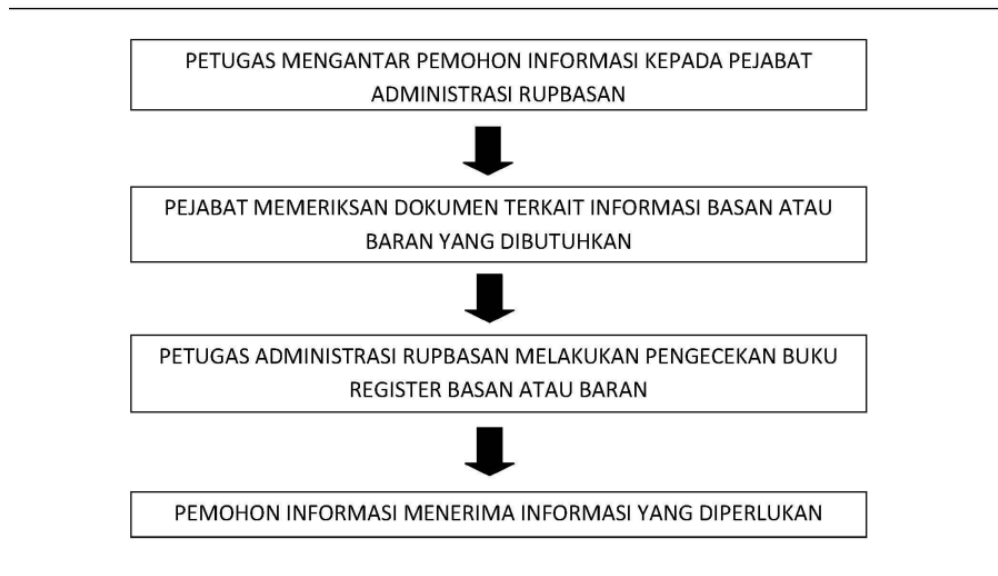 PETUGAS MENGANTAR PEMOHON INFORMASI KEPADA PEJABAT
ADMINISTRASI RUPBASAN
PEJABAT MEMERIKSAN DOKUMEN TERKAIT INFORMASI BASAN ATAU
BARAN YANG DIBUTUHKAN
PETUGAS ADMINISTRASI RUPBASAN MELAKUKAN PENGECEKAN BUKU
REGISTER BASAN ATAU BARAN
PEMOHON INFORMASI MENERIMA INFORMASI YANG DIPERLUKAN